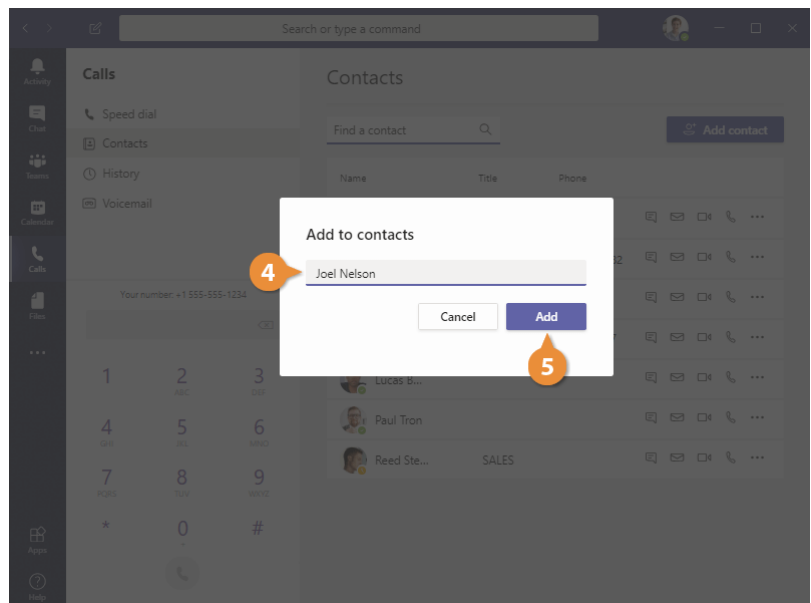 Search or type a command
Activity
Chat
Teams
Calendar
Calls
Files
Apps
Help
Calls
Speed dial
Contacts
History
Voicemail
Your number +1 555-555-1234
1 2 3
ABC DEF
4 5 6
GHI JKL MNO
7 8 9
PQRS TUV WXYZ
* 0 #
+
Contacts
Find a contact
Add contact
Name Title Phone
Add to contacts
4
Joel Nelson
Cancel Add
5
Lucas B...
Paul Tron
Reed Ste... SALES